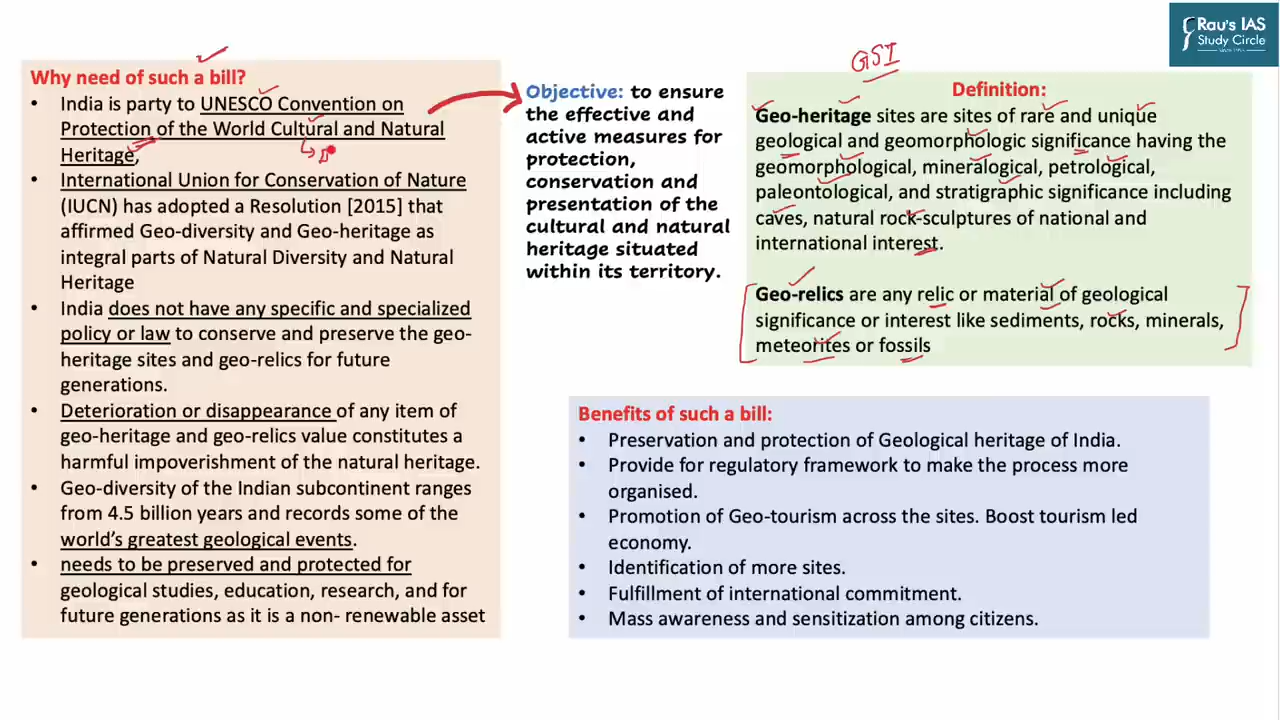 Rau's IAS
Study Circle
GSI
Why need of such a bill?
• India is party to UNESCO Convention on
Protection of the World Cultural and Natural
Heritage,
• International Union for Conservation of Nature
(IUCN) has adopted a Resolution [2015] that
affirmed Geo-diversity and Geo-heritage as
integral parts of Natural Diversity and Natural
Heritage
• India does not have any specific and specialized
policy or law to conserve and preserve the geo-
heritage sites and geo-relics for future
generations.
• Deterioration or disappearance of any item of
geo-heritage and geo-relics value constitutes a
harmful impoverishment of the natural heritage.
• Geo-diversity of the Indian subcontinent ranges
from 4.5 billion years and records some of the
world's greatest geological events.
• needs to be preserved and protected for
geological studies, education, research, and for
future generations as it is a non- renewable asset
Objective: to ensure
the effective and
active measures for
protection,
conservation and
presentation of the
cultural and natural
heritage situated
within its territory.
Definition:
Geo-heritage sites are sites of rare and unique
geological and geomorphologic significance having the
geomorphological, mineralogical, petrological,
paleontological, and stratigraphic significance including
caves, natural rock-sculptures of national and
international interest.
Geo-relics are any relic or material of geological
significance or interest like sediments, rocks, minerals,
meteorites or fossils
Benefits of such a bill:
• Preservation and protection of Geological heritage of India.
• Provide for regulatory framework to make the process more
organised.
• Promotion of Geo-tourism across the sites. Boost tourism led
economy.
• Identification of more sites.
• Fulfillment of international commitment.
• Mass awareness and sensitization among citizens.